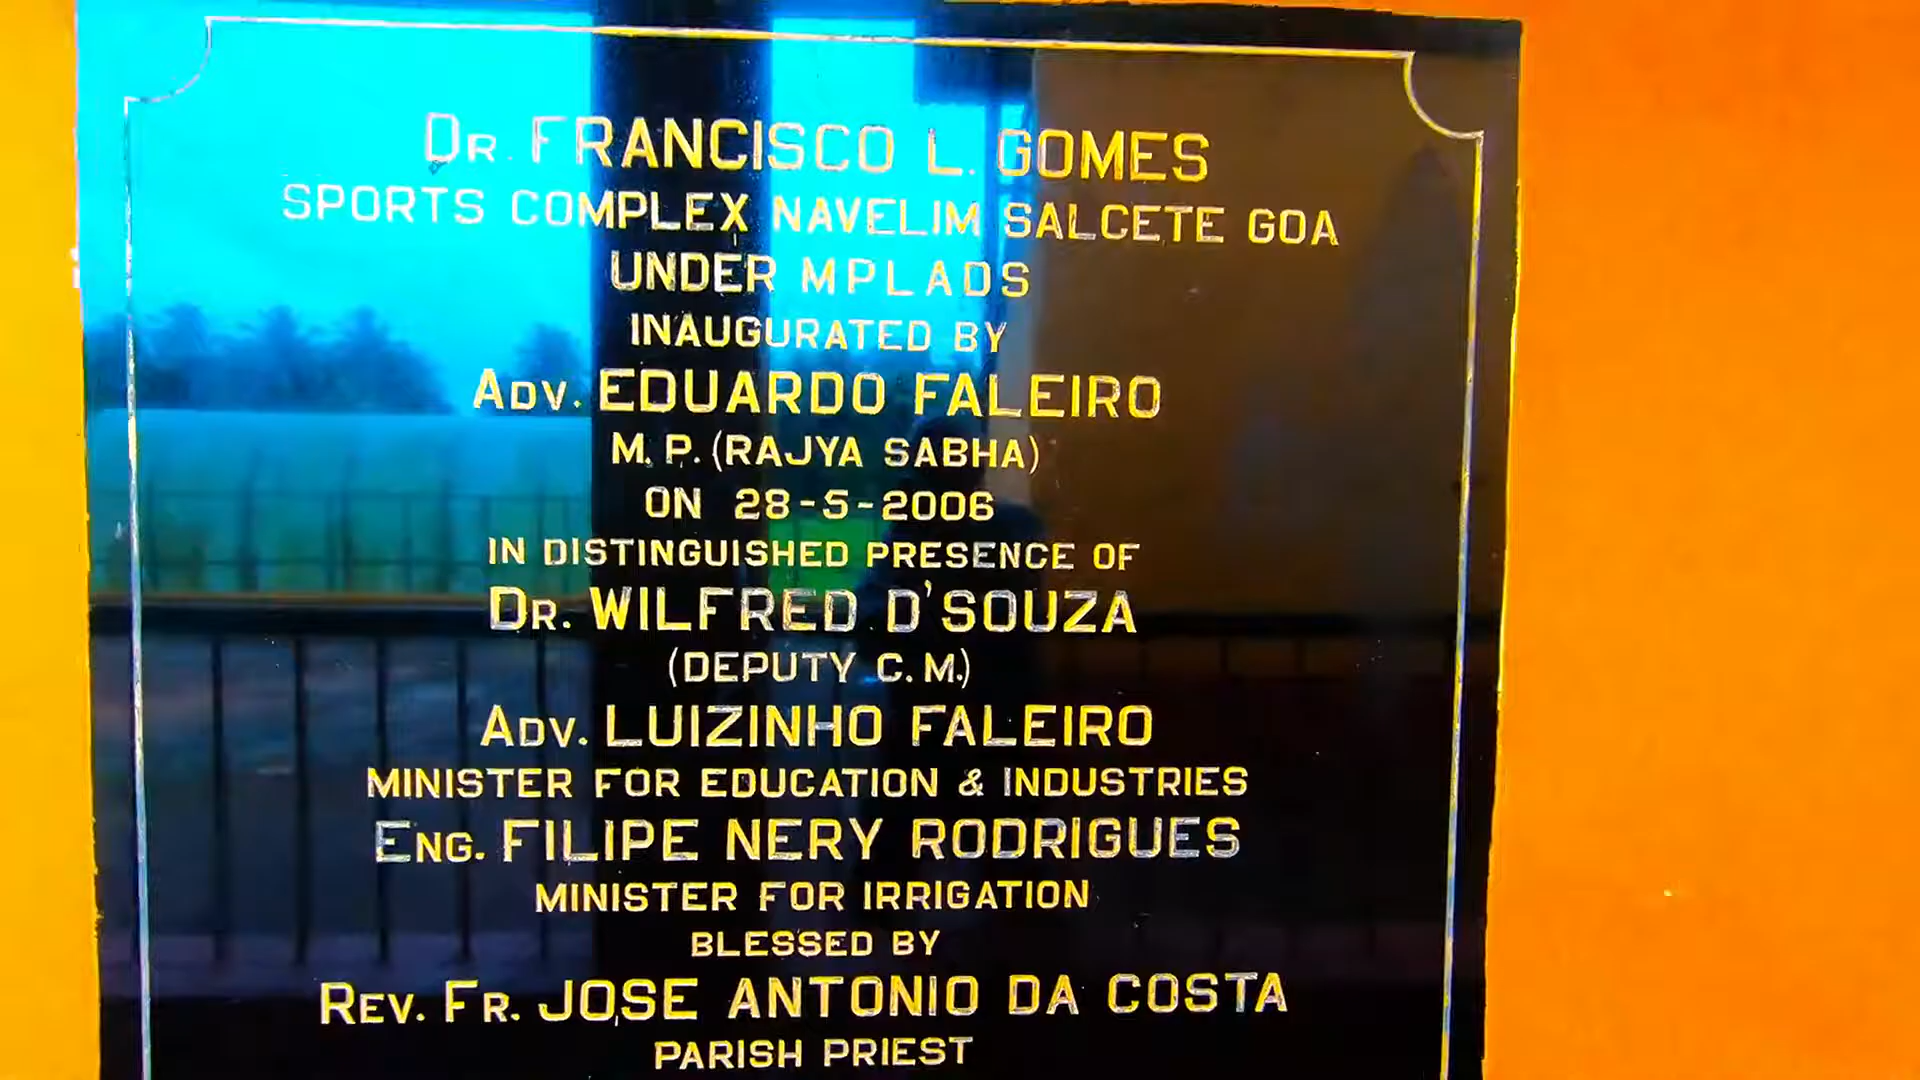 DR. FRANCISCO L. GOMES
SPORTS COMPLEX NAVELIM SALCETE GOA
UNDER MPLADS
INAUGURATED BY
ADV. EDUARDO FALEIRO
M. P. (RAJYA SABHA)
ON 28-5-2006
IN DISTINGUISHED PRESENCE OF
DR. WILFRED D'SOUZA
(DEPUTY C. M.)
ADV. LUIZINHO FALEIRO
MINISTER FOR EDUCATION & INDUSTRIES
ENG. FILIPE NERY RODRIGUES
MINISTER FOR IRRIGATION
BLESSED BY
REV. FR. JOSE ANTONIO DA COSTA
PARISH PRIEST